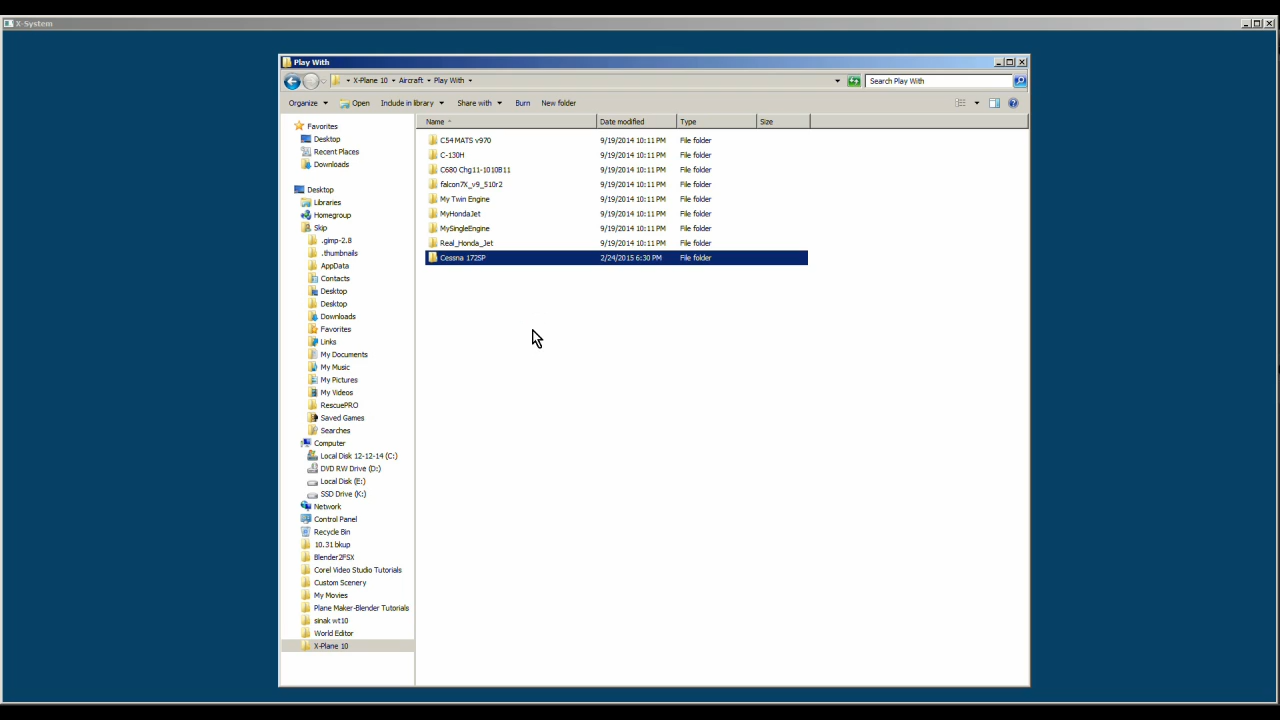 X-System
Play With
X-Plane 10 Aircraft Play With
Search Play With
Organize Open Include in library Share with Burn New folder
Name Date modified Type Size
Favorites
Desktop
Recent Places
Downloads
Desktop
Libraries
Homegroup
Skip
.gimp-2.8
.thumbnails
AppData
Contacts
Desktop
Desktop
Downloads
Favorites
Links
My Documents
My Music
My Pictures
My Videos
RescuePRO
Saved Games
Searches
Computer
Local Disk 12-12-14 (C:)
DVD RW Drive (D:)
Local Disk (E:)
SSD Drive (K:)
Network
Control Panel
Recycle Bin
10.31 bkup
Blender2FSX
Corel Video Studio Tutorials
Custom Scenery
My Movies
Plane Maker-Blender Tutorials
sinak wt10
World Editor
X-Plane 10
C54 MATS v970 9/19/2014 10:11 PM File folder
C-130H 9/19/2014 10:11 PM File folder
C680 Chg11-1010B11 9/19/2014 10:11 PM File folder
falcon7X_v9_510r2 9/19/2014 10:11 PM File folder
My Twin Engine 9/19/2014 10:11 PM File folder
MyHondaJet 9/19/2014 10:11 PM File folder
MySingleEngine 9/19/2014 10:11 PM File folder
Real_Honda_Jet 9/19/2014 10:11 PM File folder
Cessna 172SP 2/24/2015 6:30 PM File folder